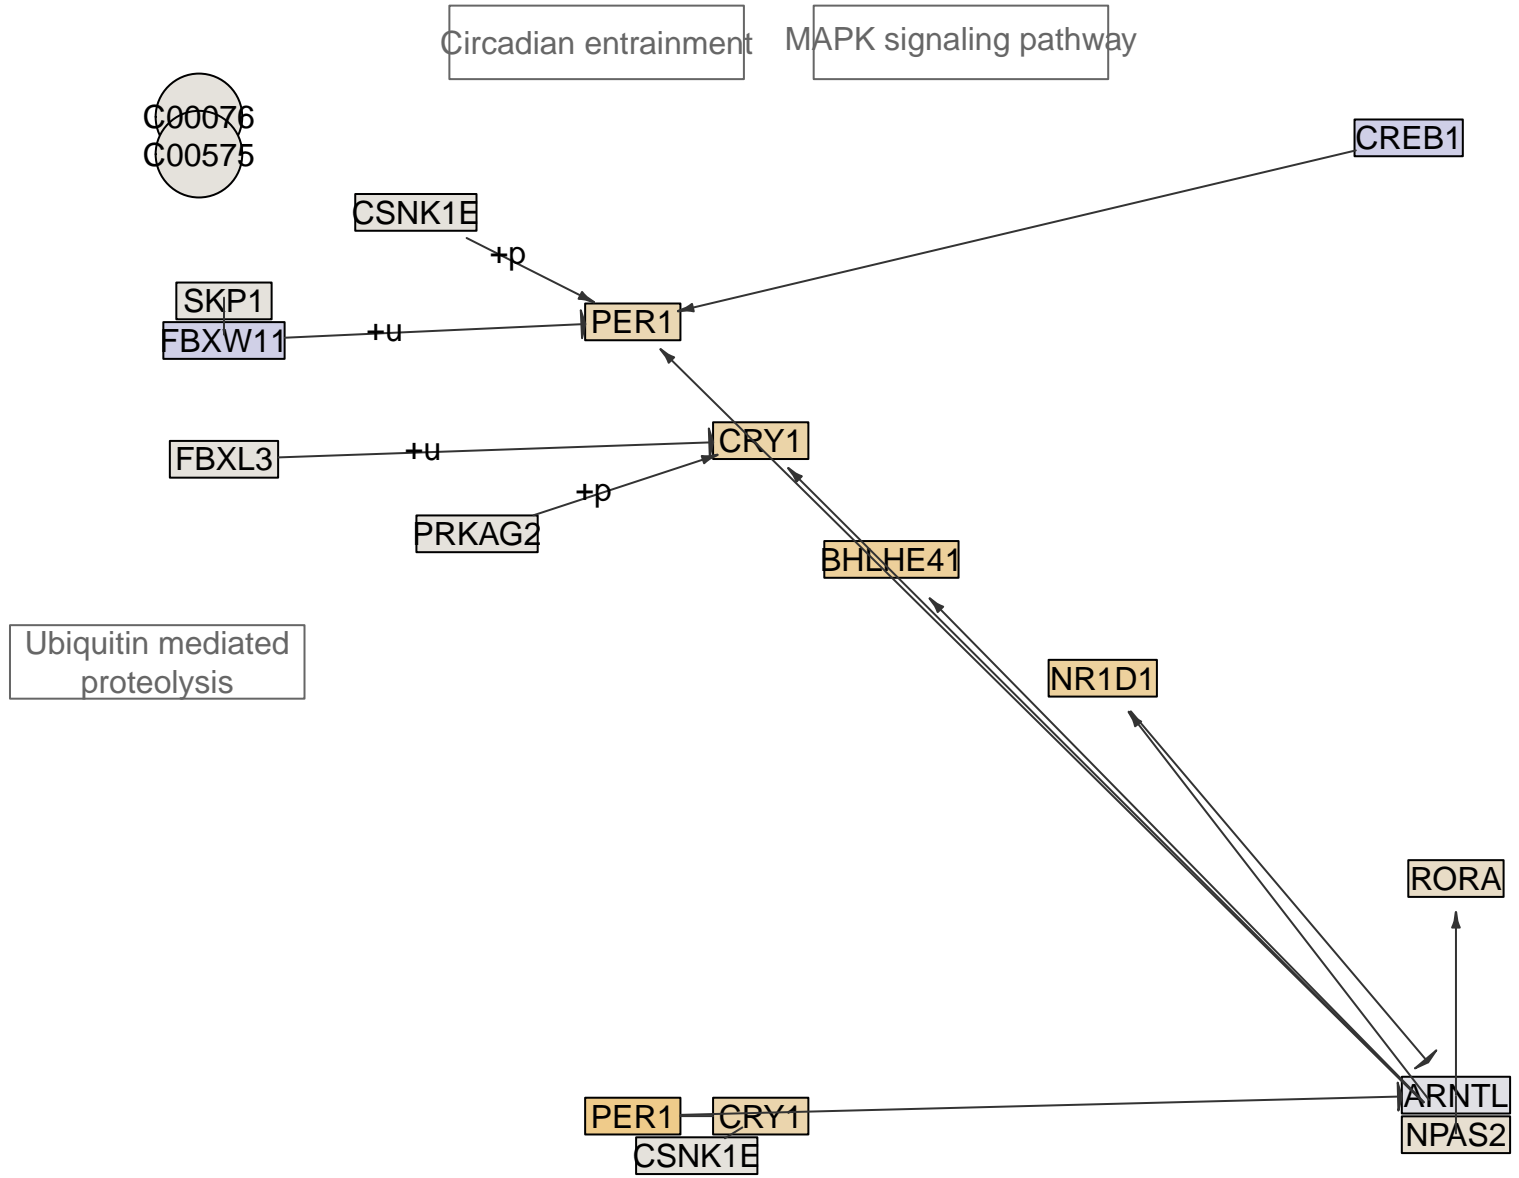 Circadian entrainment
MAPK signaling pathway
C00076
C00575
CREB1
CSNK1E
+p
SKP1
FBXW11
+u
PER1
FBXL3
+u
CRY1
PRKAG2
+p
BHLHE41
Ubiquitin mediated
proteolysis
NR1D1
RORA
ARNTL
NPAS2
PER1
CRY1
CSNK1E